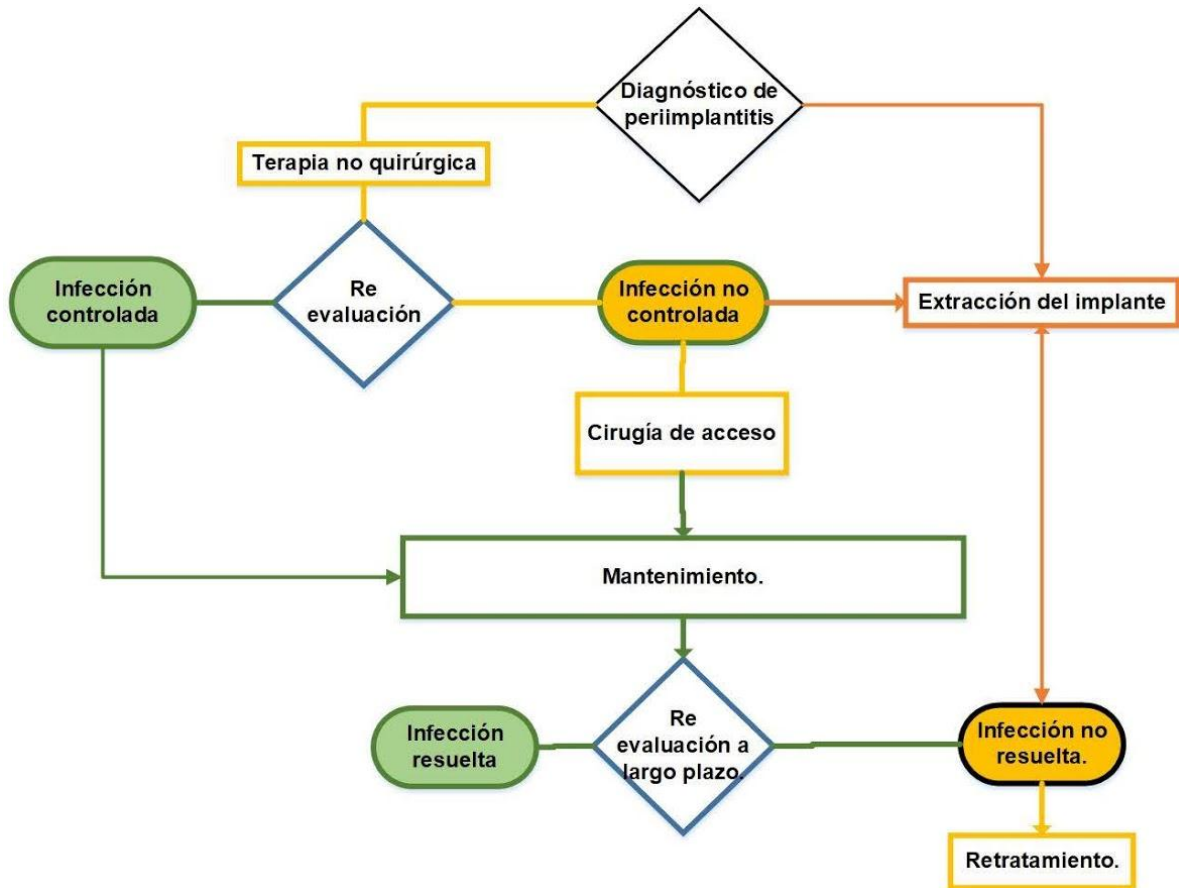 Diagnóstico de
periimplantitis
Terapia no quirúrgica
Infección
controlada
Re
evaluación
Infección no
controlada
Extracción del implante
Cirugía de acceso
Mantenimiento.
Infección
resuelta
Re
evaluación a
largo plazo.
Infección no
resuelta.
Retratamiento.